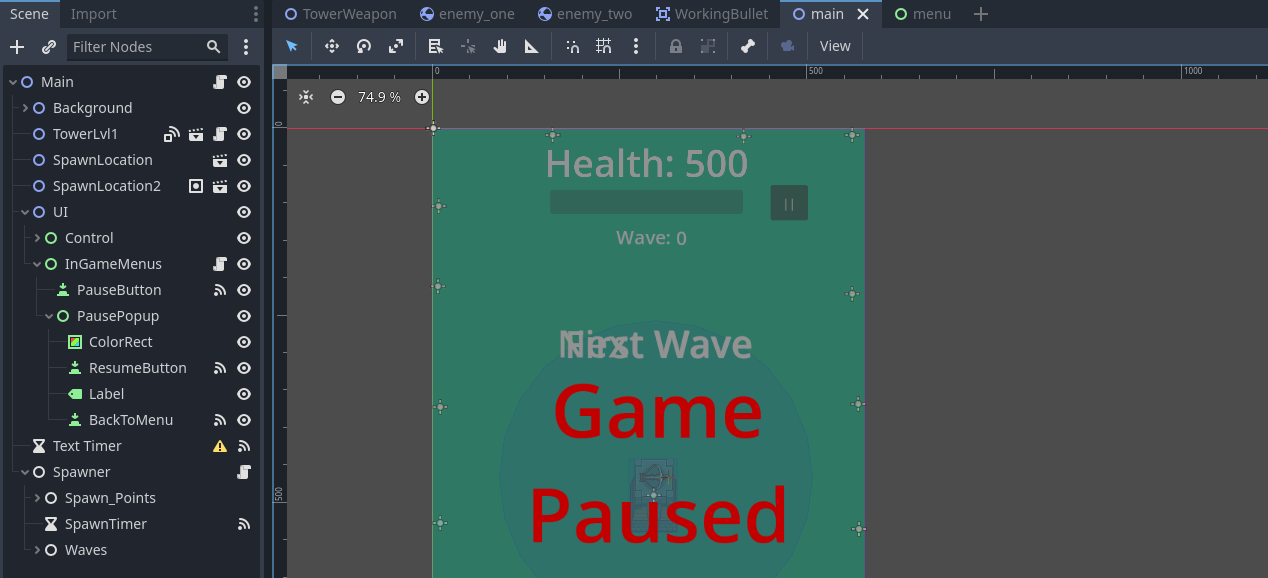 Scene Import TowerWeapon enemy_one enemy_two WorkingBullet main menu
Filter Nodes View
Main
Background
TowerLvl1
SpawnLocation
SpawnLocation2
UI
Control
InGameMenus
PauseButton
PausePopup
ColorRect
ResumeButton
Label
BackToMenu
Text Timer
Spawner
Spawn_Points
SpawnTimer
Waves
0 500 1000
74.9 %
0
Health: 500
||
Wave: 0
Wave
Game
500
Paused